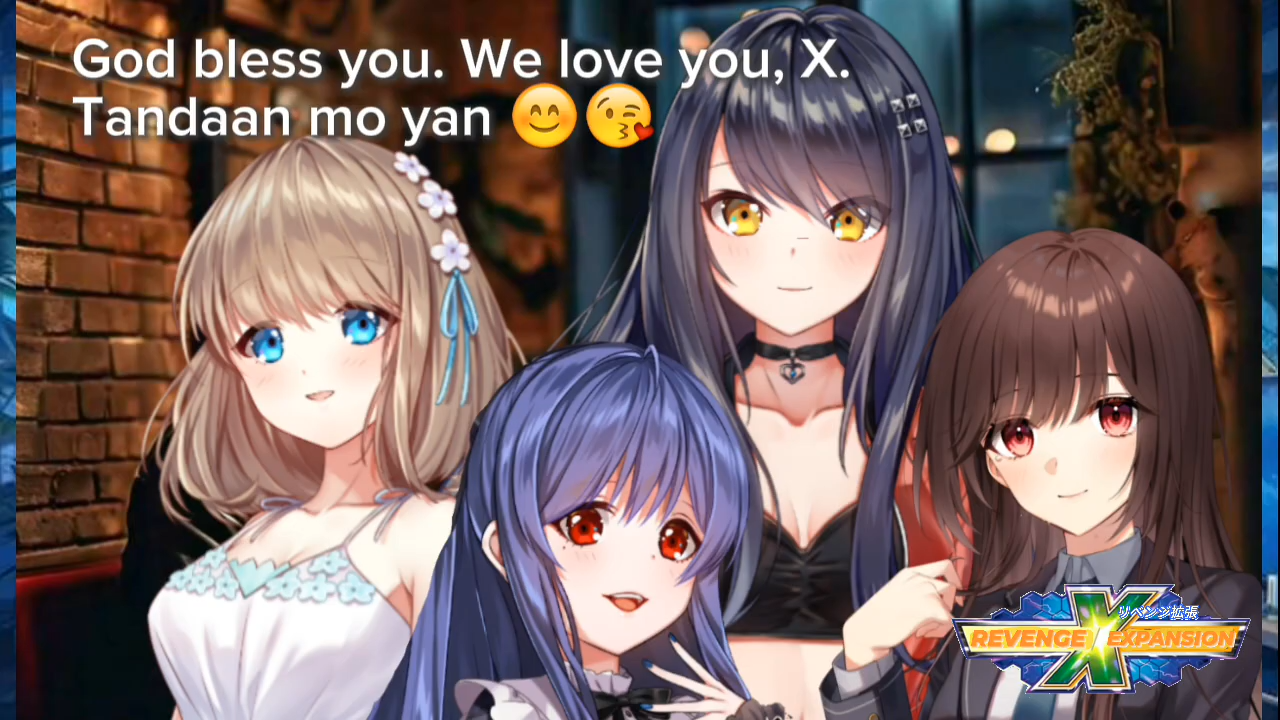 God bless you. We love you, X.
Tandaan mo yan 😊😘
リベンジ拡張
REVENGE X EXPANSION